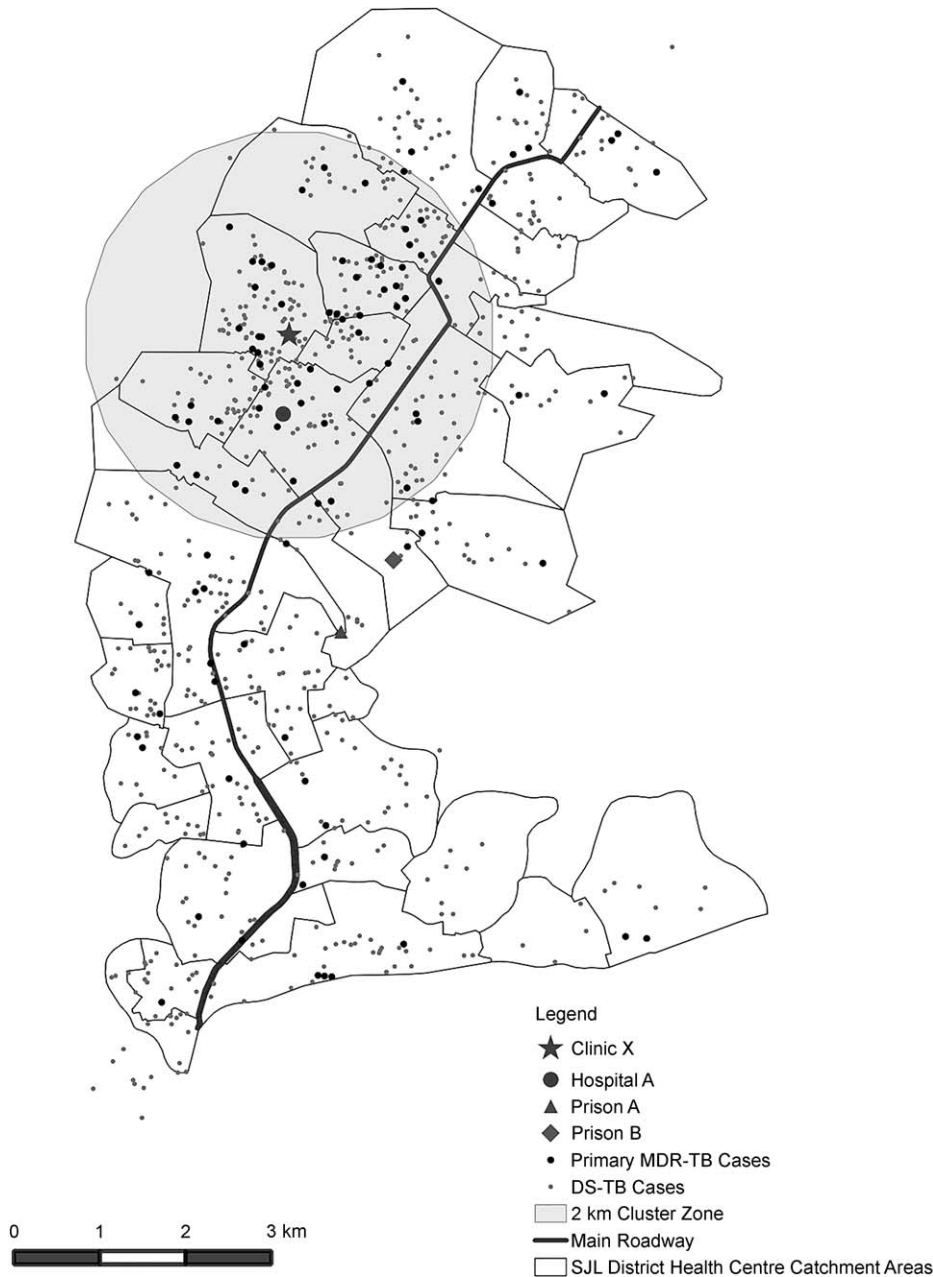 Legend
Clinic X
Hospital A
Prison A
Prison B
Primary MDR-TB Cases
DS-TB Cases
2 km Cluster Zone
Main Roadway
SJL District Health Centre Catchment Areas
0 1 2 3 km